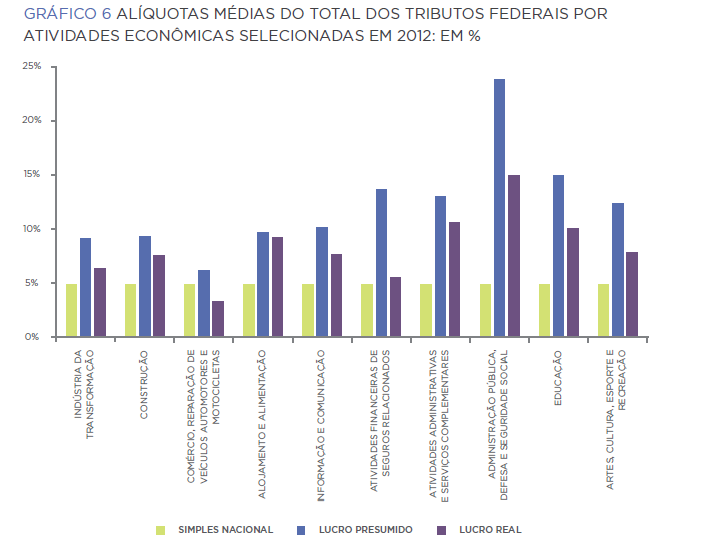 GRÁFICO 6 ALÍQUOTAS MÉDIAS DO TOTAL DOS TRIBUTOS FEDERAIS POR
ATIVIDADES ECONÔMICAS SELECIONADAS EM 2012: EM %
25%
20%
15%
10%
5%
0%
INDÚSTRIA DA
TRANSFORMAÇÃO
CONSTRUÇÃO
COMÉRCIO, REPARAÇÃO DE
VEÍCULOS AUTOMOTORES E
MOTOCICLETAS
ALOJAMENTO E ALIMENTAÇÃO
INFORMAÇÃO E COMUNICAÇÃO
ATIVIDADES FINANCEIRAS DE
SEGUROS RELACIONADOS
ATIVIDADES ADMINISTRATIVAS
E SERVIÇOS COMPLEMENTARES
ADMINISTRAÇÃO PÚBLICA,
DEFESA E SEGURIDADE SOCIAL
EDUCAÇÃO
ARTES, CULTURA, ESPORTE E
RECREAÇÃO
SIMPLES NACIONAL
LUCRO PRESUMIDO
LUCRO REAL